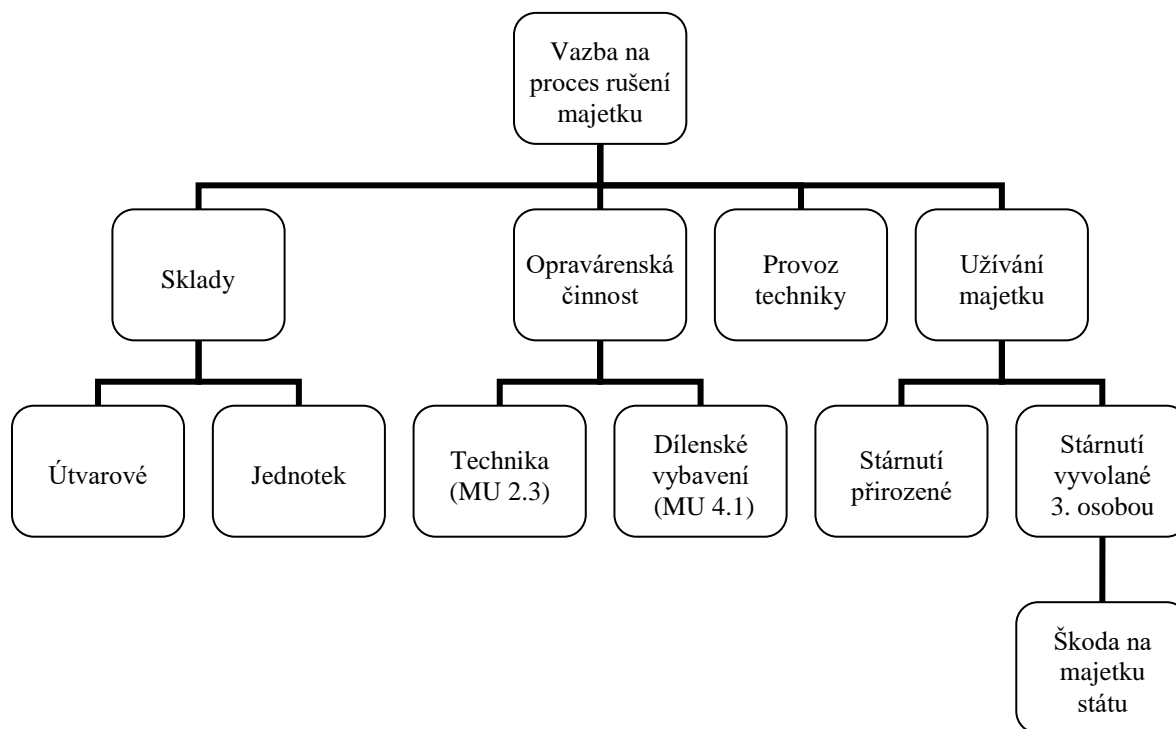 Vazba na
proces rušení
majetku
Sklady
Opravárenská
činnost
Provoz
techniky
Užívání
majetku
Útvarové
Jednotek
Technika
(MU 2.3)
Dílenské
vybavení
(MU 4.1)
Stárnutí
přirozené
Stárnutí
vyvolané
3. osobou
Škoda na
majetku
státu